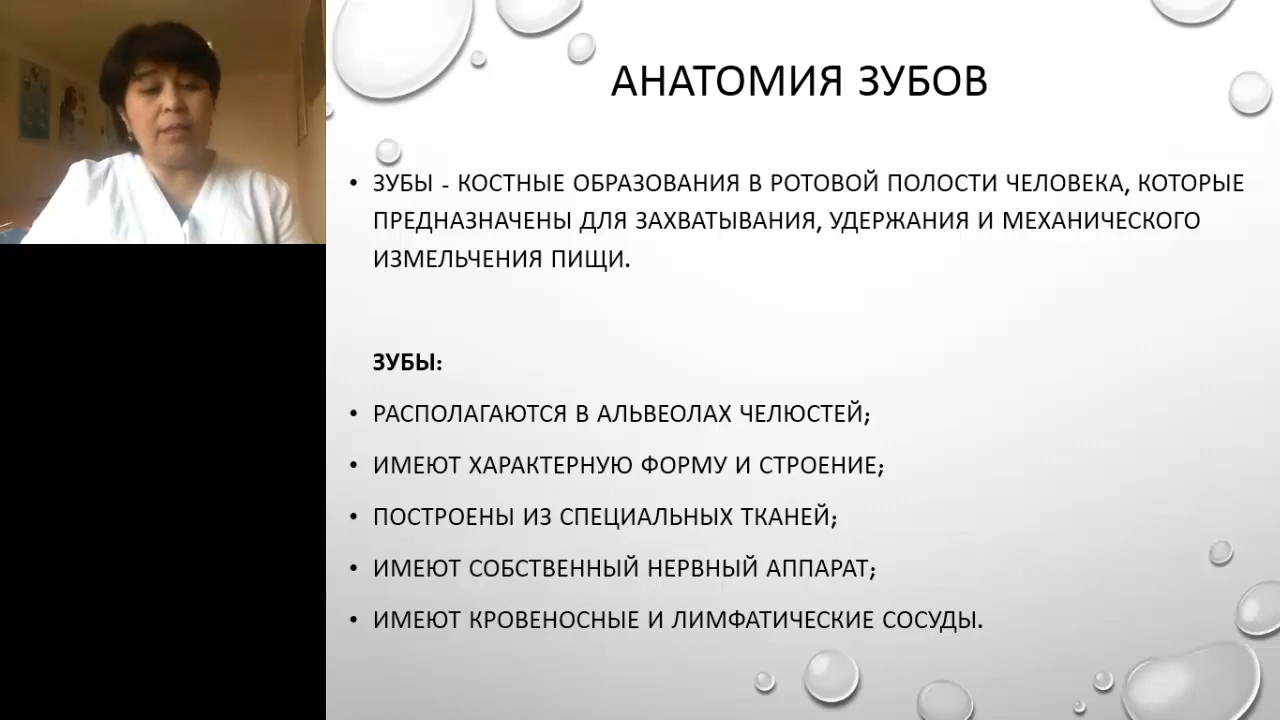 АНАТОМИЯ ЗУБОВ
• ЗУБЫ - КОСТНЫЕ ОБРАЗОВАНИЯ В РОТОВОЙ ПОЛОСТИ ЧЕЛОВЕКА, КОТОРЫЕ
ПРЕДНАЗНАЧЕНЫ ДЛЯ ЗАХВАТЫВАНИЯ, УДЕРЖАНИЯ И МЕХАНИЧЕСКОГО
ИЗМЕЛЬЧЕНИЯ ПИЩИ.
ЗУБЫ:
• РАСПОЛАГАЮТСЯ В АЛЬВЕОЛАХ ЧЕЛЮСТЕЙ;
• ИМЕЮТ ХАРАКТЕРНУЮ ФОРМУ И СТРОЕНИЕ;
• ПОСТРОЕНЫ ИЗ СПЕЦИАЛЬНЫХ ТКАНЕЙ;
• ИМЕЮТ СОБСТВЕННЫЙ НЕРВНЫЙ АППАРАТ;
• ИМЕЮТ КРОВЕНОСНЫЕ И ЛИМФАТИЧЕСКИЕ СОСУДЫ.